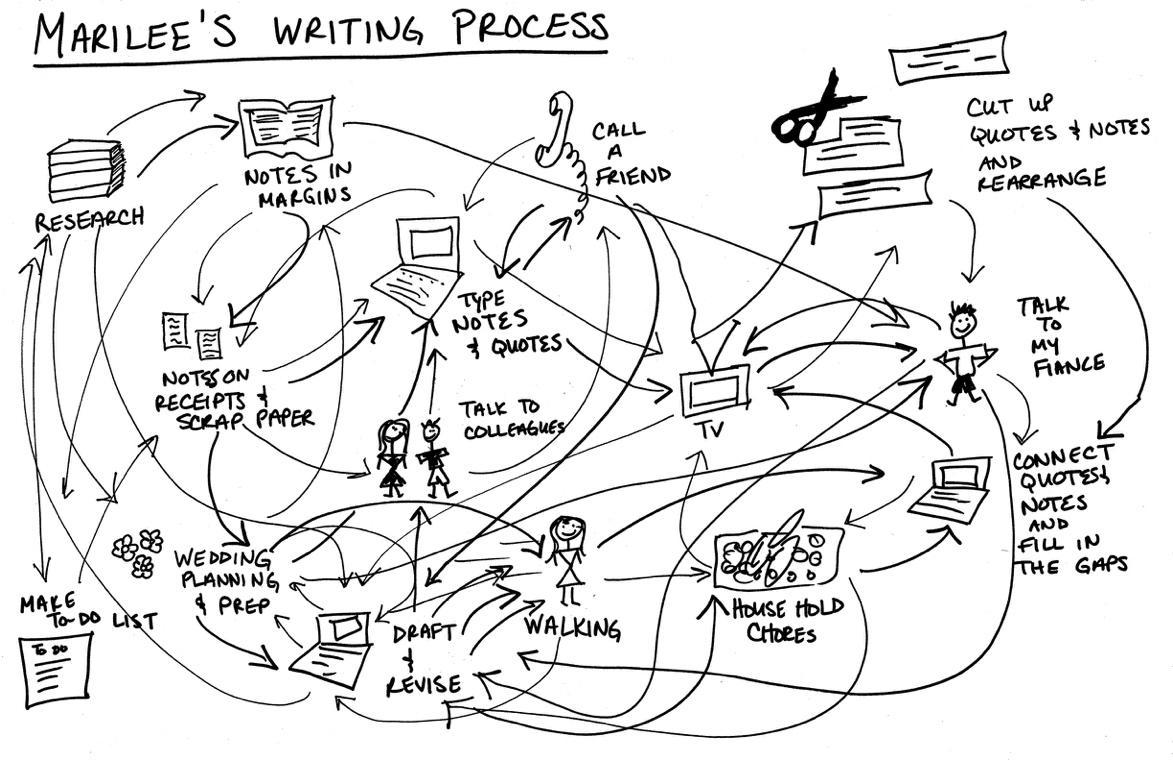 MARILEE'S WRITING PROCESS
RESEARCH
NOTES IN
MARGINS
CALL
A
FRIEND
CUT UP
QUOTES & NOTES
AND
REARRANGE
TYPE
NOTES
& QUOTES
NOTES ON
RECEIPTS &
SCRAP PAPER
TALK TO
COLLEAGUES
TV
TALK
TO
MY
FIANCE
CONNECT
QUOTES &
NOTES
AND
FILL IN
THE GAPS
WEDDING
PLANNING
& PREP
MAKE
TO-DO LIST
TO DO
DRAFT
&
REVISE
WALKING
HOUSE HOLD
CHORES